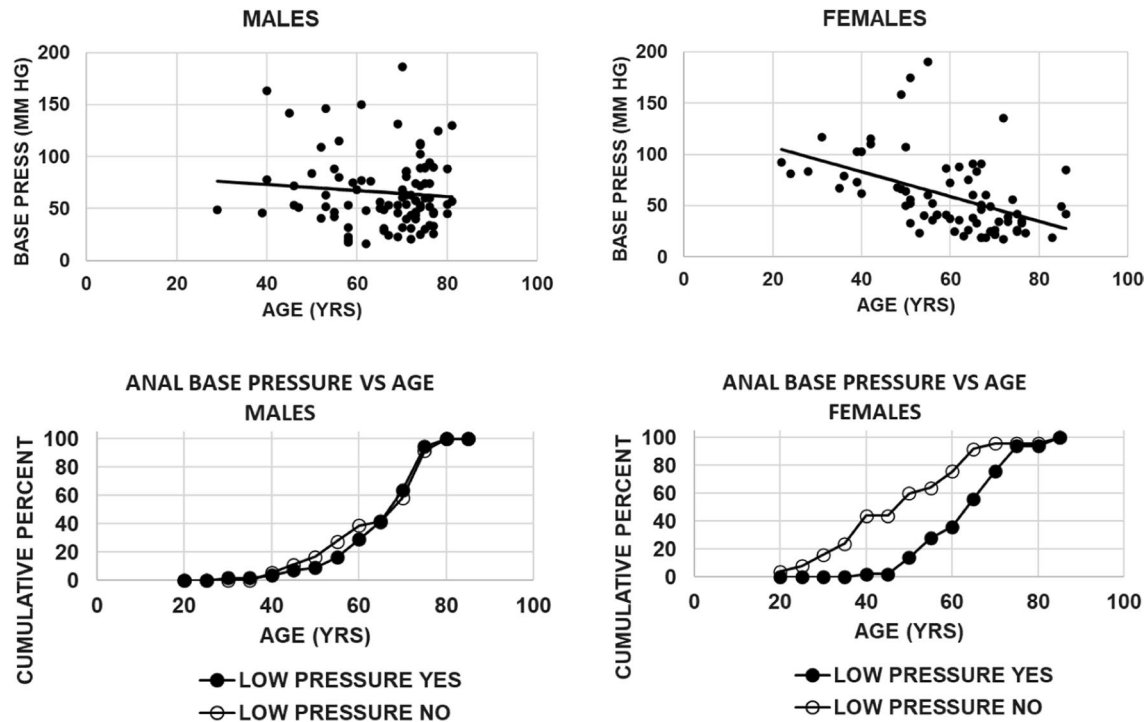 MALES
BASE PRESS (MM HG)
200
150
100
50
0
0 20 40 60 80 100
AGE (YRS)
FEMALES
BASE PRESS (MM HG)
200
150
100
50
0
0 20 40 60 80 100
AGE (YRS)
ANAL BASE PRESSURE VS AGE
MALES
CUMULATIVE PERCENT
100
80
60
40
20
0
0 20 40 60 80 100
AGE (YRS)
LOW PRESSURE YES
LOW PRESSURE NO
ANAL BASE PRESSURE VS AGE
FEMALES
CUMULATIVE PERCENT
100
80
60
40
20
0
0 20 40 60 80 100
AGE (YRS)
LOW PRESSURE YES
LOW PRESSURE NO